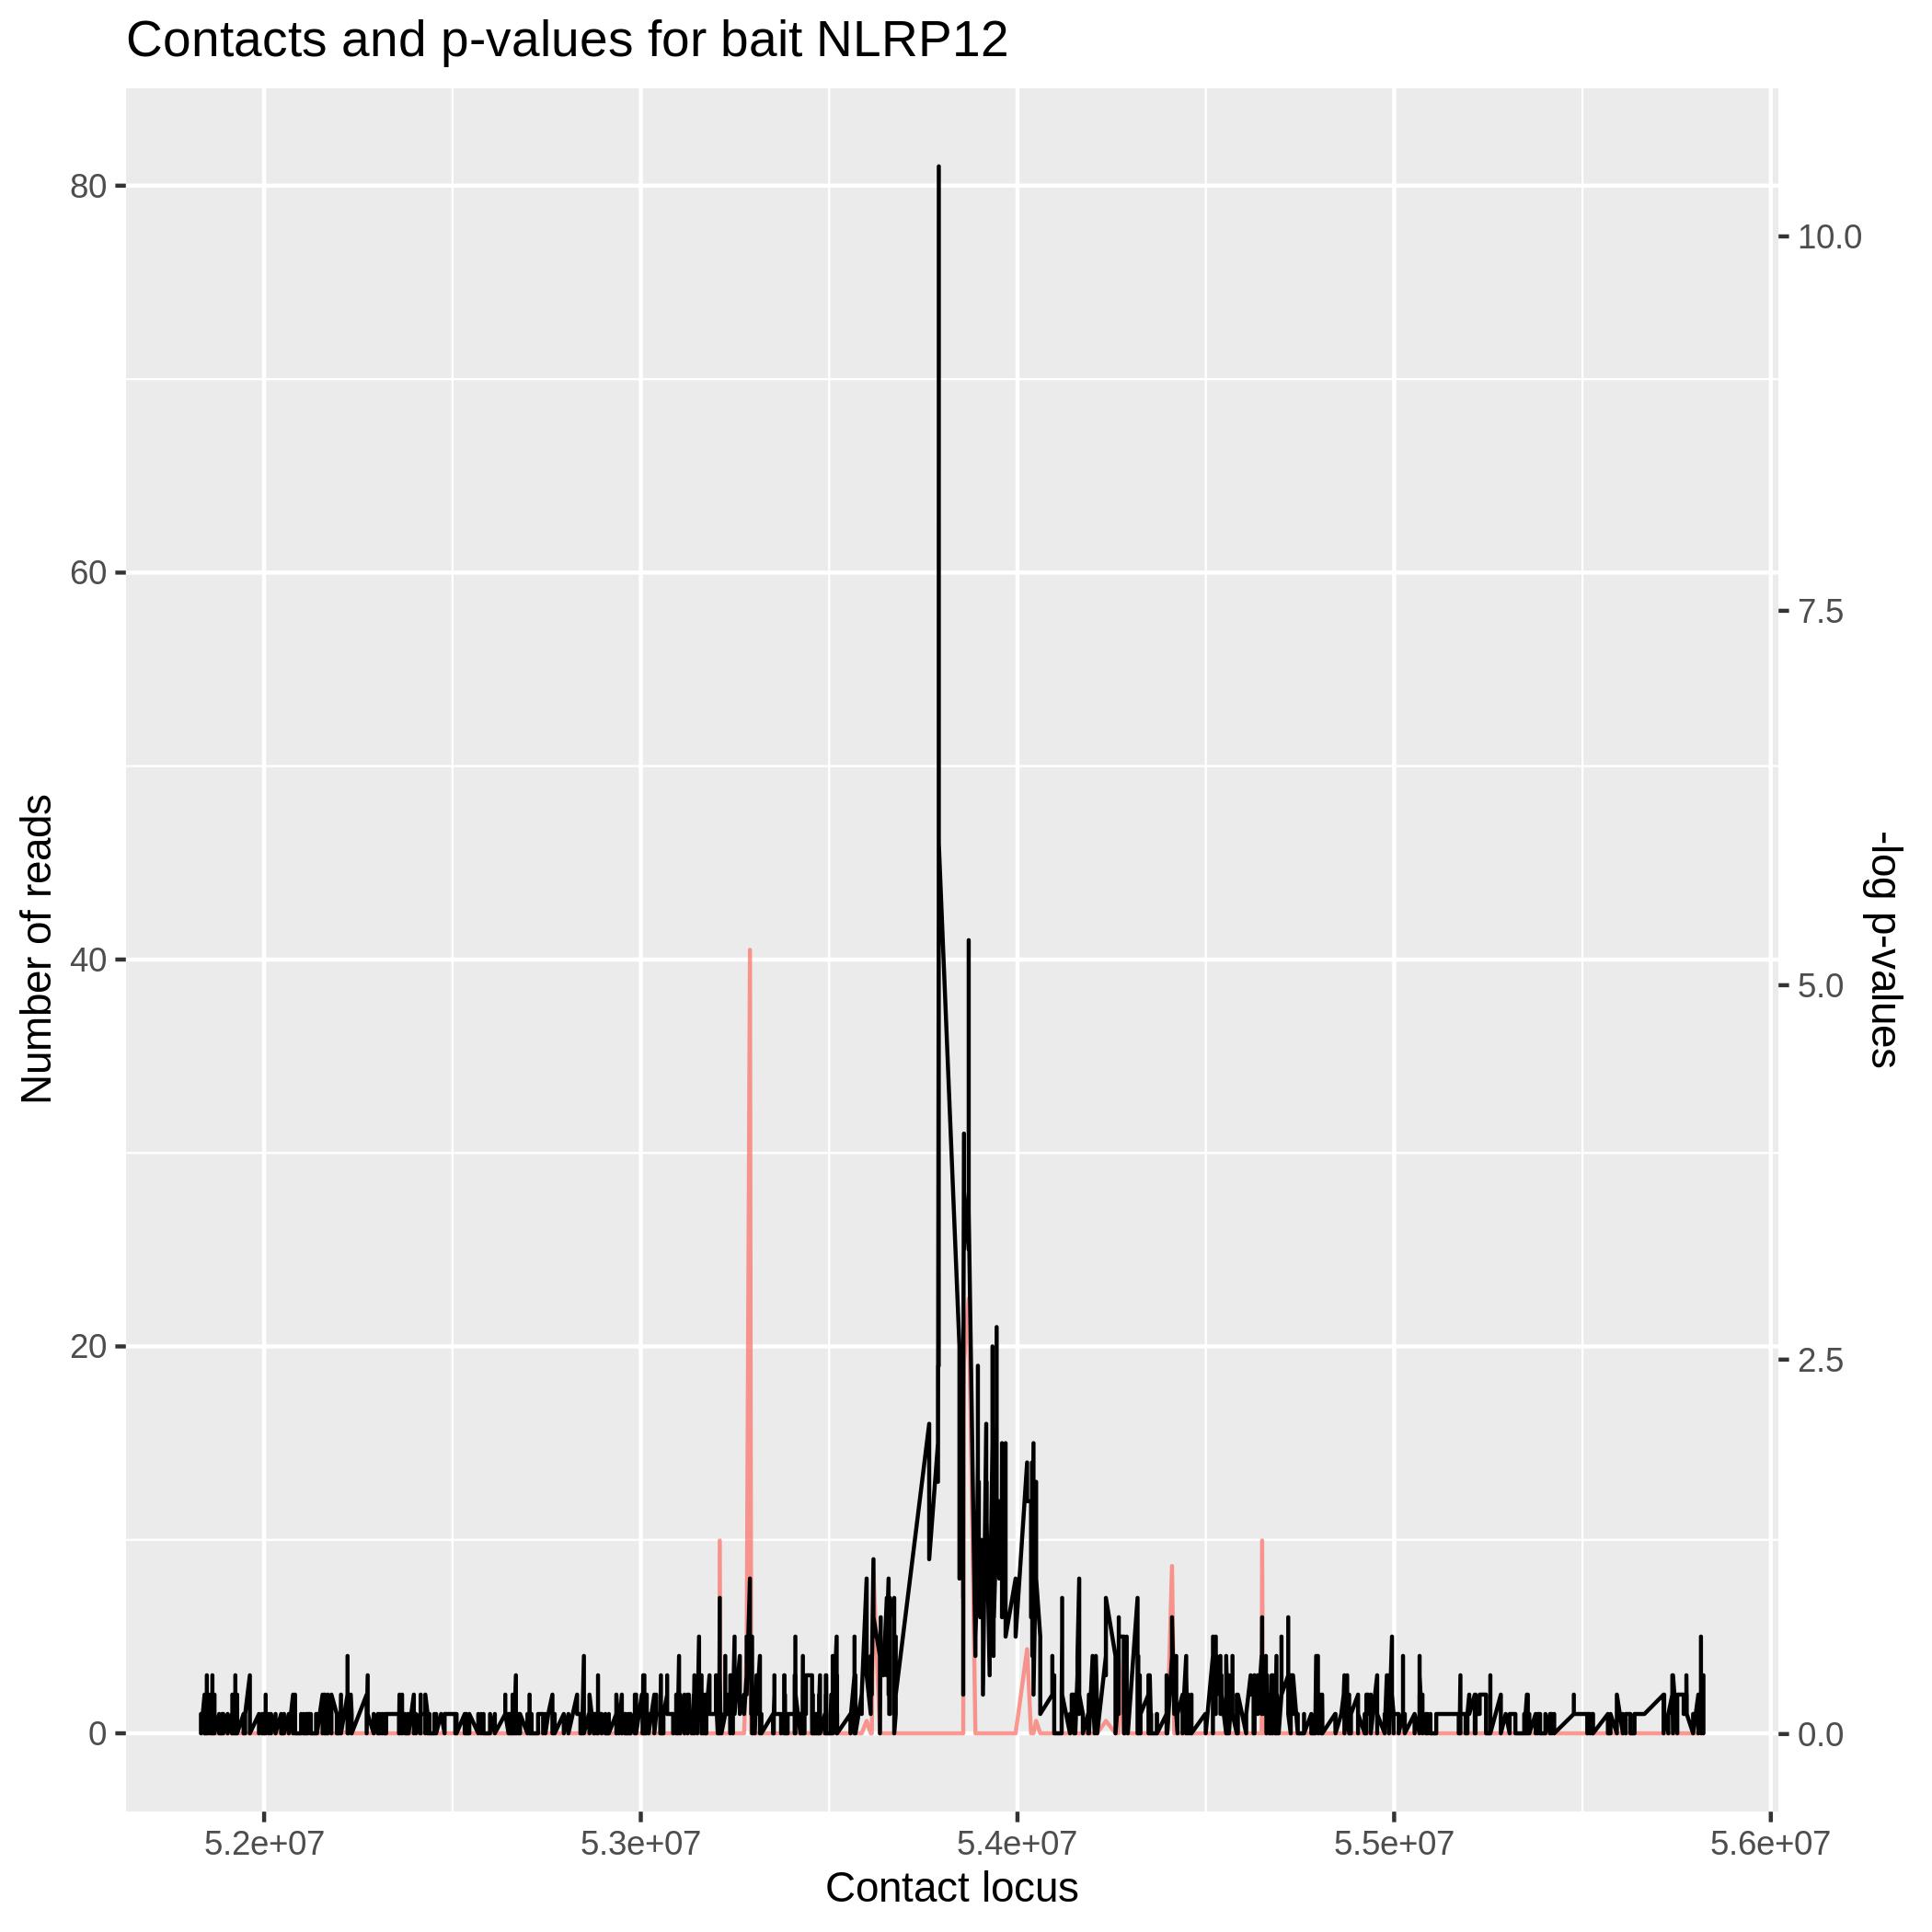 Contacts and p-values for bait NLRP12
80
60
40
20
0
Number of reads
10.0
7.5
5.0
2.5
0.0
-log p-values
5.2e+07
5.3e+07
5.4e+07
5.5e+07
5.6e+07
Contact locus